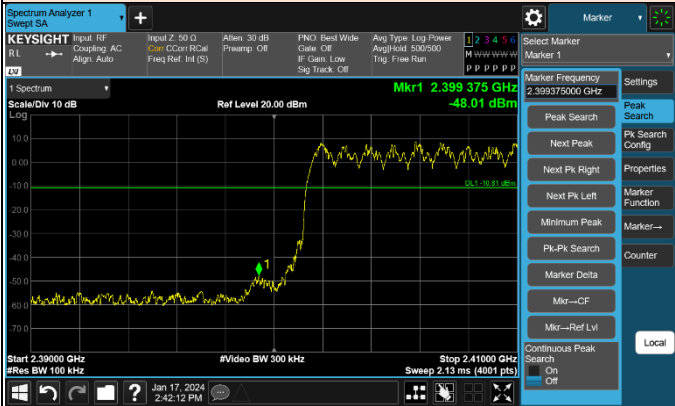 Spectrum Analyzer 1
Swept SA
Marker
KEYSIGHT
RL
Input: RF
Coupling: AC
Align: Auto
Input Z: 50 Ω
Corr CCorr RCal
Freq Ref: Int (S)
Atten: 30 dB
Preamp: Off
PNO: Best Wide
Gate: Off
IF Gain: Low
Sig Track: Off
Avg Type: Log-Power
Avg|Hold: 500/500
Trig: Free Run
1 2 3 4 5 6
M W W W W W
P P P P P P
LXI
Select Marker
Marker 1
1 Spectrum
Scale/Div 10 dB
Log
Ref Level 20.00 dBm
Mkr1 2.399 375 GHz
-48.01 dBm
10.0
0.00
-10.0
-20.0
-30.0
-40.0
-50.0
-60.0
-70.0
DL1 -10.81 dBm
1
Start 2.39000 GHz
#Res BW 100 kHz
#Video BW 300 kHz
Stop 2.41000 GHz
Sweep 2.13 ms (4001 pts)
Marker Frequency
2.399375000 GHz
Peak Search
Next Peak
Next Pk Right
Next Pk Left
Minimum Peak
Pk-Pk Search
Marker Delta
Mkr→CF
Mkr→Ref Lvl
Continuous Peak
Search
On
Off
Settings
Peak
Search
Pk Search
Config
Properties
Marker
Function
Marker→
Counter
Local
?
Jan 17, 2024
2:42:12 PM